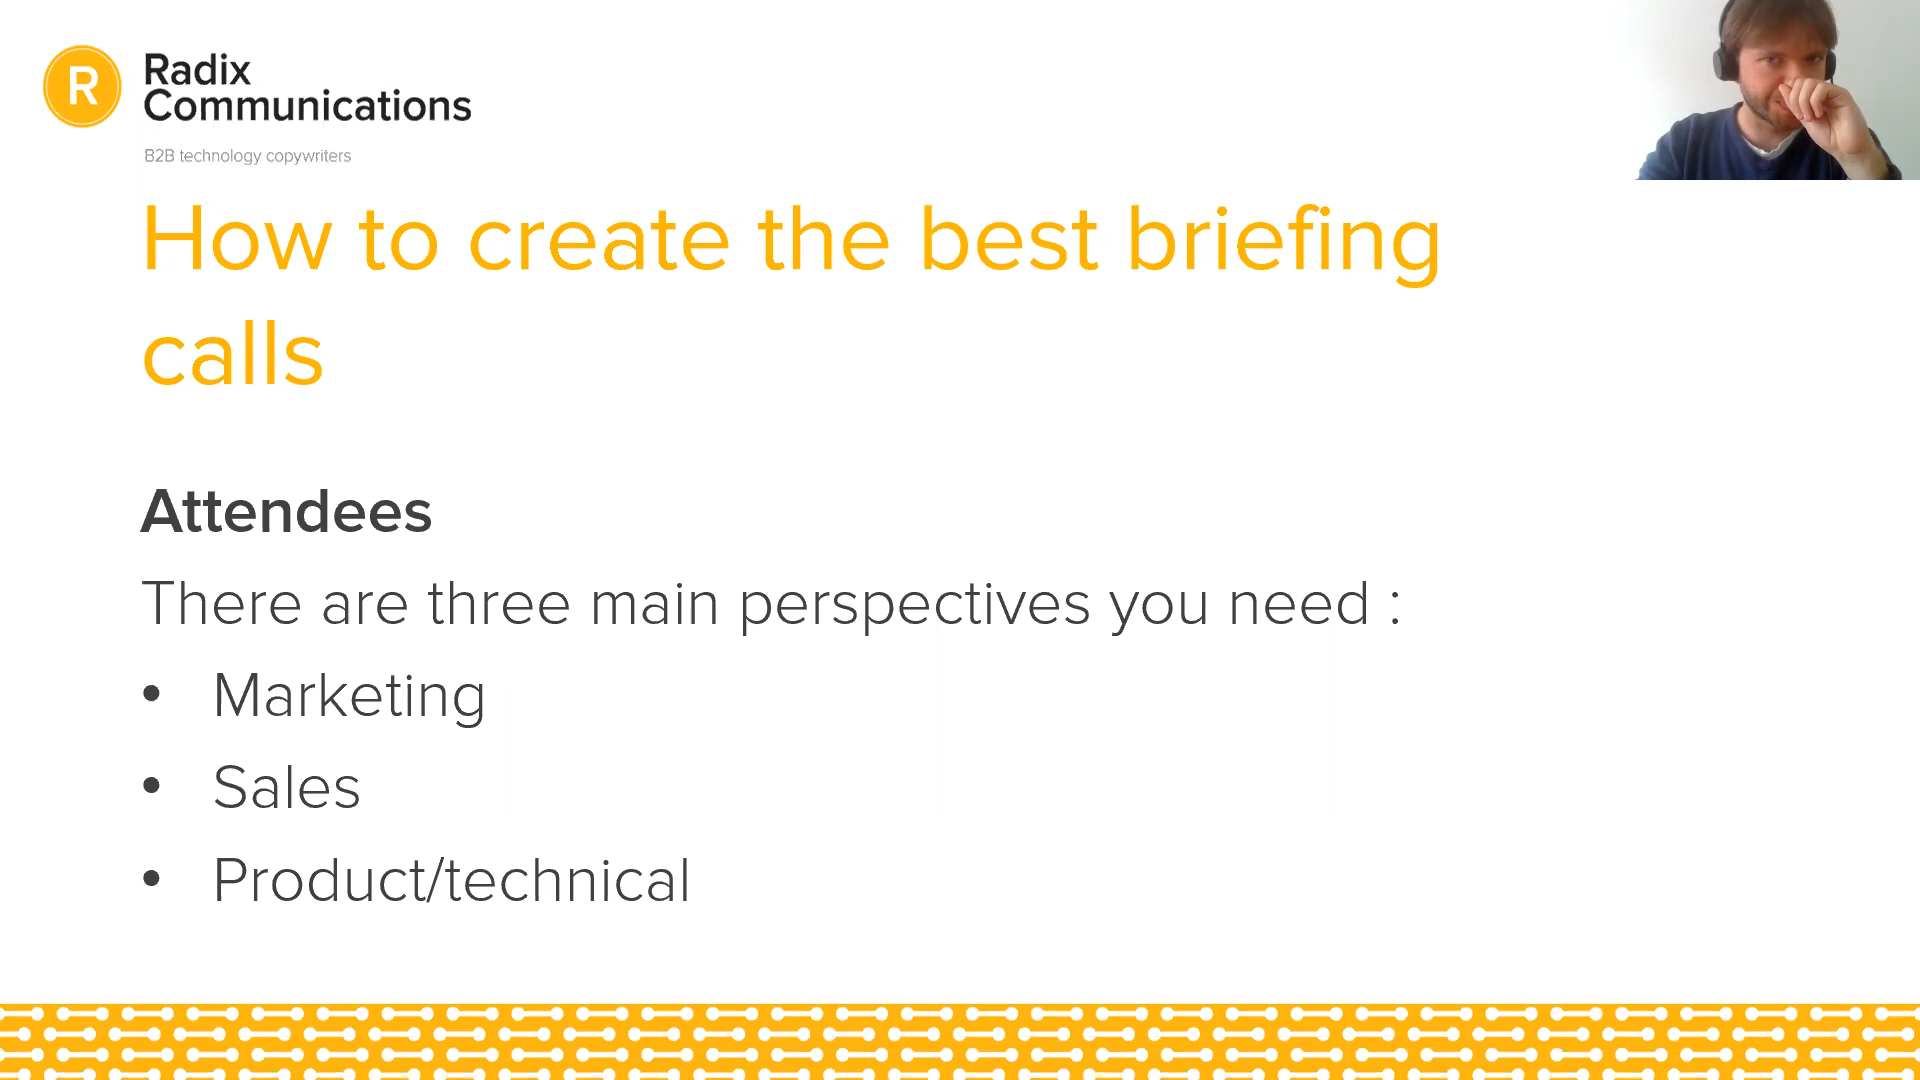 R
Radix
Communications
B2B technology copywriters
How to create the best briefing
calls
Attendees
There are three main perspectives you need :
• Marketing
• Sales
• Product/technical